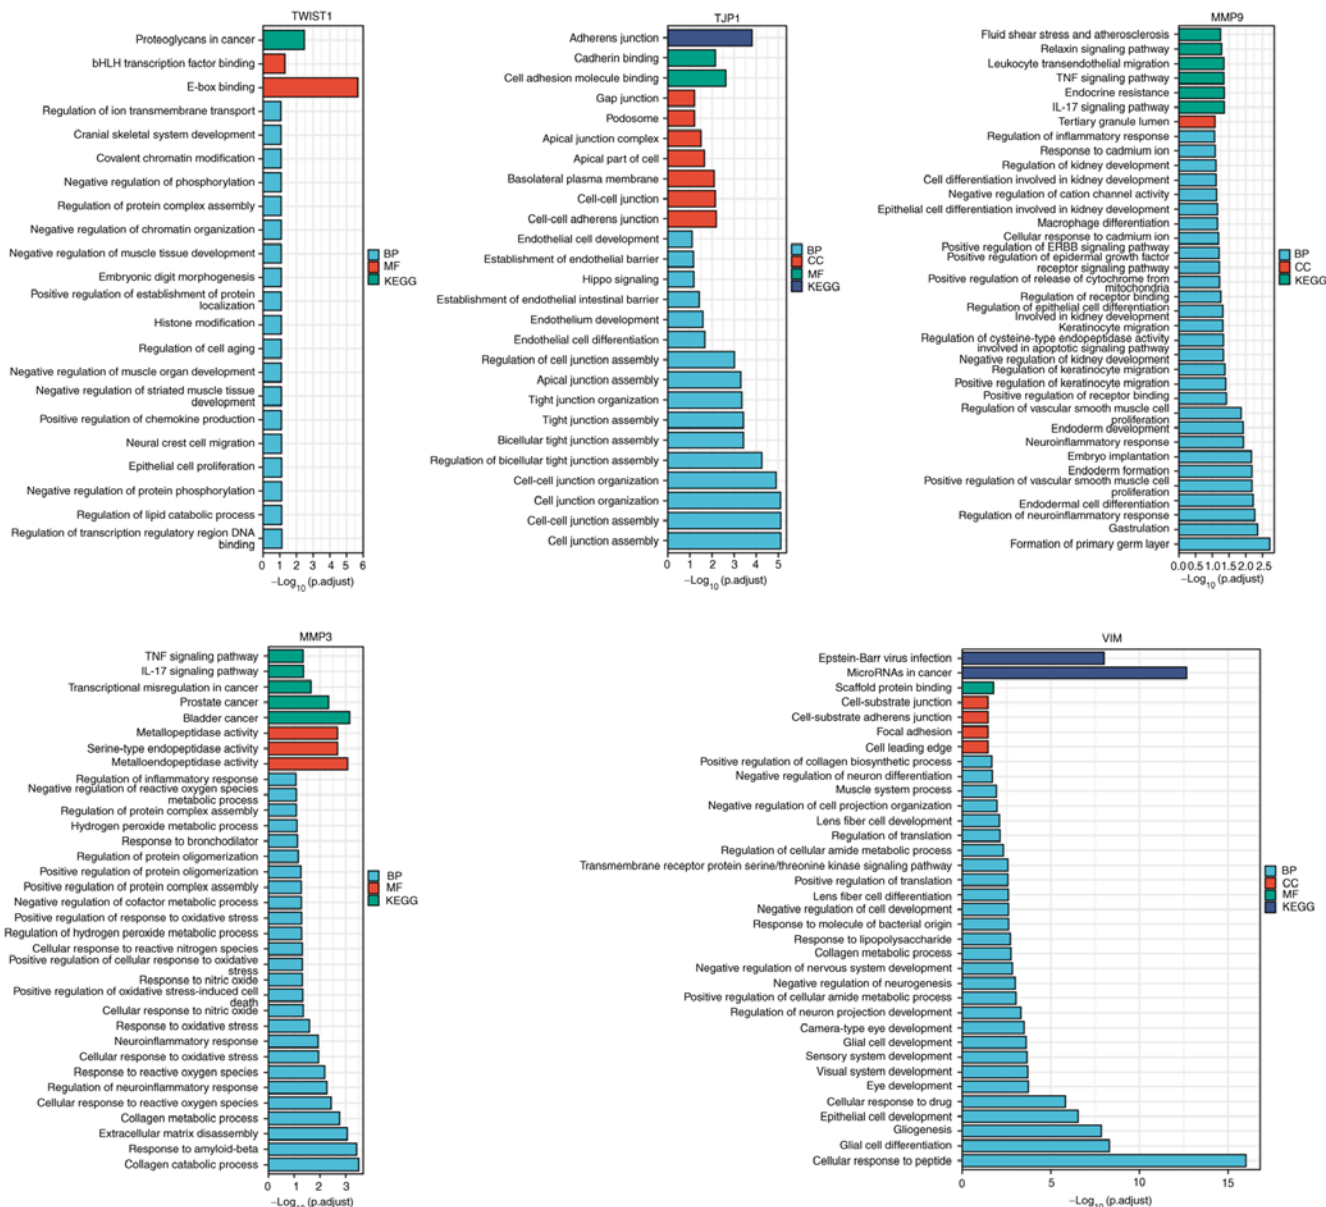 TWIST1
Proteoglycans in cancer
bHLH transcription factor binding
E-box binding
Regulation of ion transmembrane transport
Cranial skeletal system development
Covalent chromatin modification
Negative regulation of phosphorylation
Regulation of protein complex assembly
Negative regulation of chromatin organization
Negative regulation of muscle tissue development
Embryonic digit morphogenesis
Positive regulation of establishment of protein
localization
Histone modification
Regulation of cell aging
Negative regulation of muscle organ development
Negative regulation of striated muscle tissue
development
Positive regulation of chemokine production
Neural crest cell migration
Epithelial cell proliferation
Negative regulation of protein phosphorylation
Regulation of lipid catabolic process
Regulation of transcription regulatory region DNA
binding
0 1 2 3 4 5 6
−Log10 (p.adjust)
BP
MF
KEGG
TJP1
Adherens junction
Cadherin binding
Cell adhesion molecule binding
Gap junction
Podosome
Apical junction complex
Apical part of cell
Basolateral plasma membrane
Cell-cell junction
Cell-cell adherens junction
Endothelial cell development
Establishment of endothelial barrier
Hippo signaling
Establishment of endothelial intestinal barrier
Endothelium development
Endothelial cell differentiation
Regulation of cell junction assembly
Apical junction assembly
Tight junction organization
Tight junction assembly
Bicellular tight junction assembly
Regulation of bicellular tight junction assembly
Cell-cell junction organization
Cell junction organization
Cell-cell junction assembly
Cell junction assembly
0 1 2 3 4 5
−Log10 (p.adjust)
BP
CC
MF
KEGG
MMP9
Fluid shear stress and atherosclerosis
Relaxin signaling pathway
Leukocyte transendothelial migration
TNF signaling pathway
Endocrine resistance
IL-17 signaling pathway
Tertiary granule lumen
Regulation of inflammatory response
Response to cadmium ion
Regulation of kidney development
Cell differentiation involved in kidney development
Negative regulation of cation channel activity
Epithelial cell differentiation involved in kidney development
Macrophage differentiation
Cellular response to cadmium ion
Positive regulation of ERBB signaling pathway
Positive regulation of epidermal growth factor
receptor signaling pathway
Positive regulation of release of cytochrome from
mitochondria
Regulation of receptor binding
Regulation of epithelial cell differentiation
Involved in kidney development
Keratinocyte migration
Regulation of cysteine-type endopeptidase activity
involved in apoptotic signaling pathway
Negative regulation of kidney development
Regulation of keratinocyte migration
Positive regulation of keratinocyte migration
Positive regulation of receptor binding
Regulation of vascular smooth muscle cell
proliferation
Endoderm development
Neuroinflammatory response
Embryo implantation
Endoderm formation
Positive regulation of vascular smooth muscle cell
proliferation
Endodermal cell differentiation
Regulation of neuroinflammatory response
Gastrulation
Formation of primary germ layer
0.0 0.5 1.0 1.5 2.0 2.5
−Log10 (p.adjust)
BP
CC
KEGG
MMP3
TNF signaling pathway
IL-17 signaling pathway
Transcriptional misregulation in cancer
Prostate cancer
Bladder cancer
Metallopeptidase activity
Serine-type endopeptidase activity
Metalloendopeptidase activity
Regulation of inflammatory response
Negative regulation of reactive oxygen species
metabolic process
Regulation of protein complex assembly
Hydrogen peroxide metabolic process
Response to bronchodilator
Regulation of protein oligomerization
Positive regulation of protein oligomerization
Positive regulation of protein complex assembly
Negative regulation of cofactor metabolic process
Positive regulation of response to oxidative stress
Regulation of hydrogen peroxide metabolic process
Cellular response to reactive nitrogen species
Positive regulation of cellular response to oxidative
stress
Response to nitric oxide
Positive regulation of oxidative stress-induced cell
death
Cellular response to nitric oxide
Response to oxidative stress
Neuroinflammatory response
Cellular response to oxidative stress
Response to reactive oxygen species
Regulation of neuroinflammatory response
Cellular response to reactive oxygen species
Collagen metabolic process
Extracellular matrix disassembly
Response to amyloid-beta
Collagen catabolic process
0 1 2 3
−Log10 (p.adjust)
BP
MF
KEGG
VIM
Epstein-Barr virus infection
MicroRNAs in cancer
Scaffold protein binding
Cell-substrate junction
Cell-substrate adherens junction
Focal adhesion
Cell leading edge
Positive regulation of collagen biosynthetic process
Negative regulation of neuron differentiation
Muscle system process
Negative regulation of cell projection organization
Lens fiber cell development
Regulation of translation
Regulation of cellular amide metabolic process
Transmembrane receptor protein serine/threonine kinase signaling pathway
Positive regulation of translation
Lens fiber cell differentiation
Negative regulation of cell development
Response to molecule of bacterial origin
Response to lipopolysaccharide
Collagen metabolic process
Negative regulation of nervous system development
Negative regulation of neurogenesis
Positive regulation of cellular amide metabolic process
Regulation of neuron projection development
Camera-type eye development
Glial cell development
Sensory system development
Visual system development
Eye development
Cellular response to drug
Epithelial cell development
Gliogenesis
Glial cell differentiation
Cellular response to peptide
0 5 10 15
−Log10 (p.adjust)
BP
CC
MF
KEGG